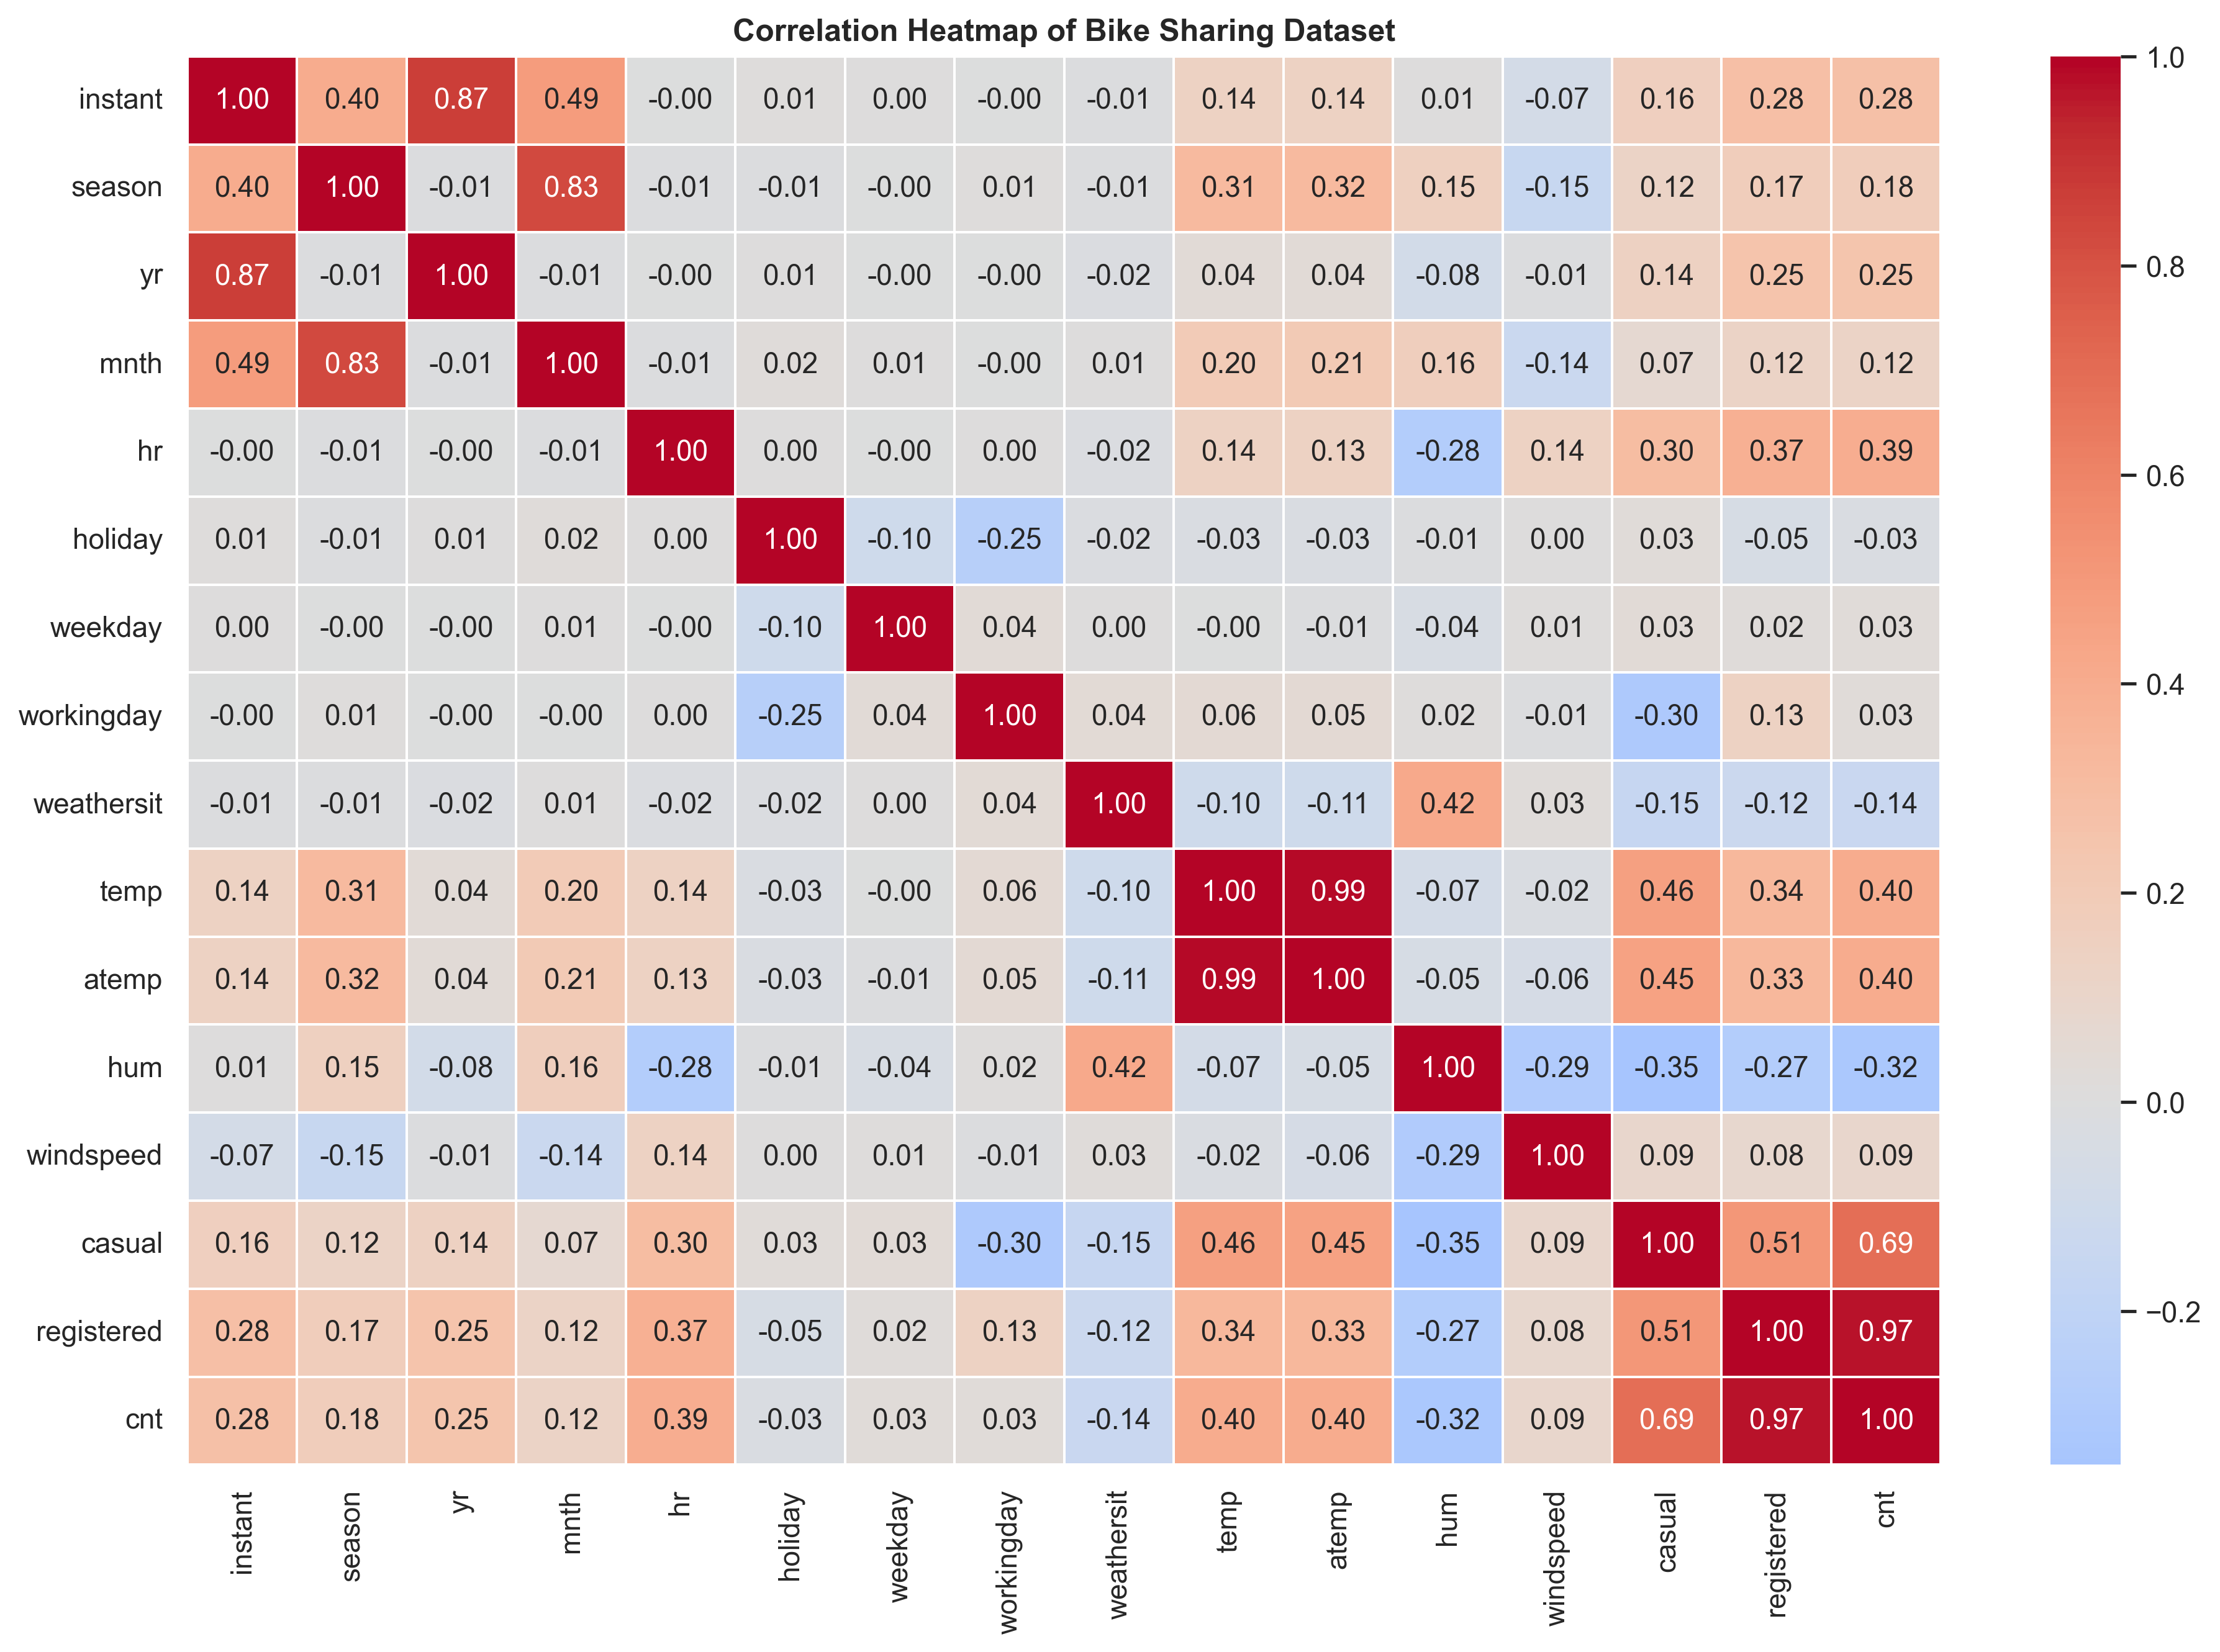 Correlation Heatmap of Bike Sharing Dataset
instant 1.00 0.40 0.87 0.49 -0.00 0.01 0.00 -0.00 -0.01 0.14 0.14 0.01 -0.07 0.16 0.28 0.28
season 0.40 1.00 -0.01 0.83 -0.01 -0.01 -0.00 0.01 -0.01 0.31 0.32 0.15 -0.15 0.12 0.17 0.18
yr 0.87 -0.01 1.00 -0.01 -0.00 0.01 -0.00 -0.00 -0.02 0.04 0.04 -0.08 -0.01 0.14 0.25 0.25
mnth 0.49 0.83 -0.01 1.00 -0.01 0.02 0.01 -0.00 0.01 0.20 0.21 0.16 -0.14 0.07 0.12 0.12
hr -0.00 -0.01 -0.00 -0.01 1.00 0.00 -0.00 0.00 -0.02 0.14 0.13 -0.28 0.14 0.30 0.37 0.39
holiday 0.01 -0.01 0.01 0.02 0.00 1.00 -0.10 -0.25 -0.02 -0.03 -0.03 -0.01 0.00 0.03 -0.05 -0.03
weekday 0.00 -0.00 -0.00 0.01 -0.00 -0.10 1.00 0.04 0.00 -0.00 -0.01 -0.04 0.01 0.03 0.02 0.03
workingday -0.00 0.01 -0.00 -0.00 0.00 -0.25 0.04 1.00 0.04 0.06 0.05 0.02 -0.01 -0.30 0.13 0.03
weathersit -0.01 -0.01 -0.02 0.01 -0.02 -0.02 0.00 0.04 1.00 -0.10 -0.11 0.42 0.03 -0.15 -0.12 -0.14
temp 0.14 0.31 0.04 0.20 0.14 -0.03 -0.00 0.06 -0.10 1.00 0.99 -0.07 -0.02 0.46 0.34 0.40
atemp 0.14 0.32 0.04 0.21 0.13 -0.03 -0.01 0.05 -0.11 0.99 1.00 -0.05 -0.06 0.45 0.33 0.40
hum 0.01 0.15 -0.08 0.16 -0.28 -0.01 -0.04 0.02 0.42 -0.07 -0.05 1.00 -0.29 -0.35 -0.27 -0.32
windspeed -0.07 -0.15 -0.01 -0.14 0.14 0.00 0.01 -0.01 0.03 -0.02 -0.06 -0.29 1.00 0.09 0.08 0.09
casual 0.16 0.12 0.14 0.07 0.30 0.03 0.03 -0.30 -0.15 0.46 0.45 -0.35 0.09 1.00 0.51 0.69
registered 0.28 0.17 0.25 0.12 0.37 -0.05 0.02 0.13 -0.12 0.34 0.33 -0.27 0.08 0.51 1.00 0.97
cnt 0.28 0.18 0.25 0.12 0.39 -0.03 0.03 0.03 -0.14 0.40 0.40 -0.32 0.09 0.69 0.97 1.00
instant season yr mnth hr holiday weekday workingday weathersit temp atemp hum windspeed casual registered cnt
1.0
0.8
0.6
0.4
0.2
0.0
−0.2